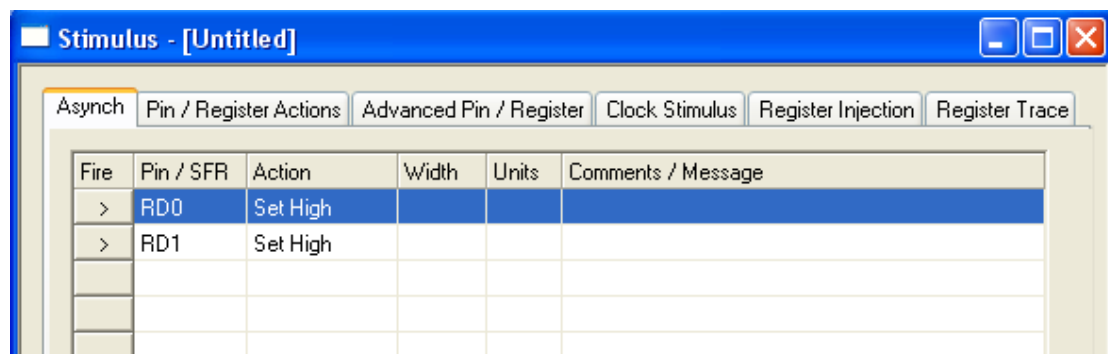 Stimulus - [Untitled]
Asynch Pin / Register Actions Advanced Pin / Register Clock Stimulus Register Injection Register Trace
Fire Pin / SFR Action Width Units Comments / Message
> RD0 Set High
> RD1 Set High